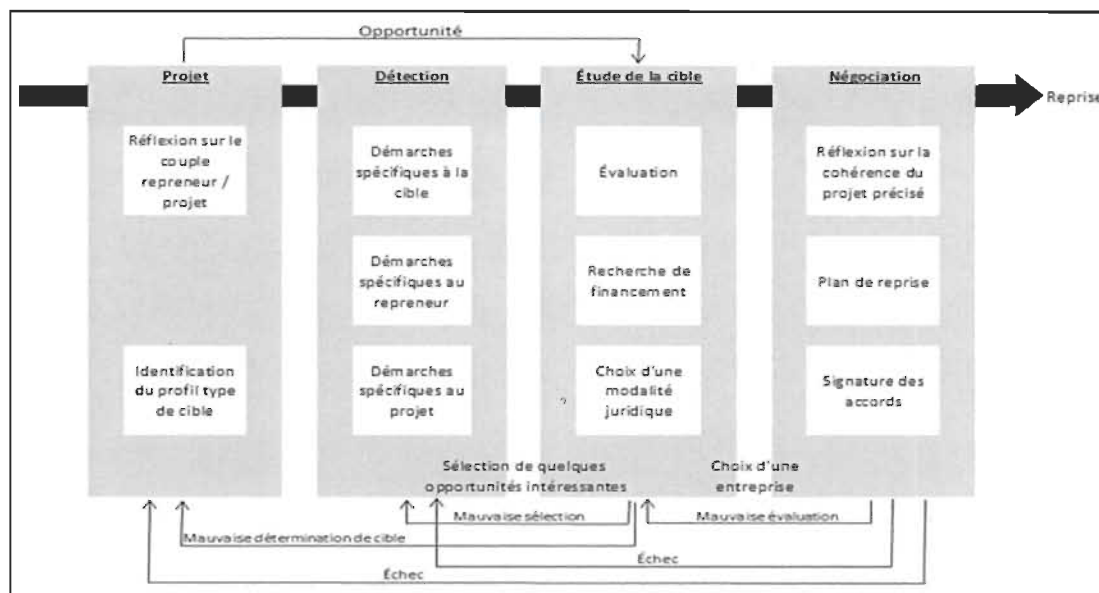 Opportunité
Projet
Détection
Étude de la cible
Négociation
Reprise
Réflexion sur le
couple
repreneur /
projet
Démarches
spécifiques à la
cible
Évaluation
Réflexion sur la
cohérence du
projet précisé
Démarches
spécifiques au
repreneur
Recherche de
financement
Plan de reprise
Identification
du profil type
de cible
Démarches
spécifiques au
projet
Choix d'une
modalité
juridique
Signature des
accords
Sélection de quelques
opportunités intéressantes
Choix d'une
entreprise
Mauvaise sélection
Mauvaise évaluation
Mauvaise détermination de cible
Échec
Échec